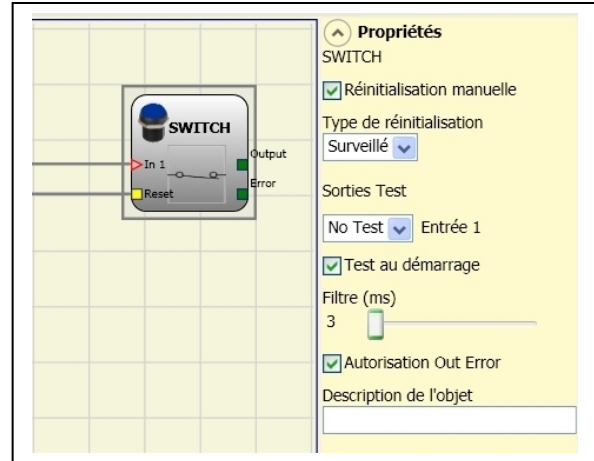 SWITCH
In 1
Reset
Output
Error
Propriétés
SWITCH
Réinitialisation manuelle
Type de réinitialisation
Surveillé
Sorties Test
No Test Entrée 1
Test au démarrage
Filtre (ms)
3
Autorisation Out Error
Description de l'objet